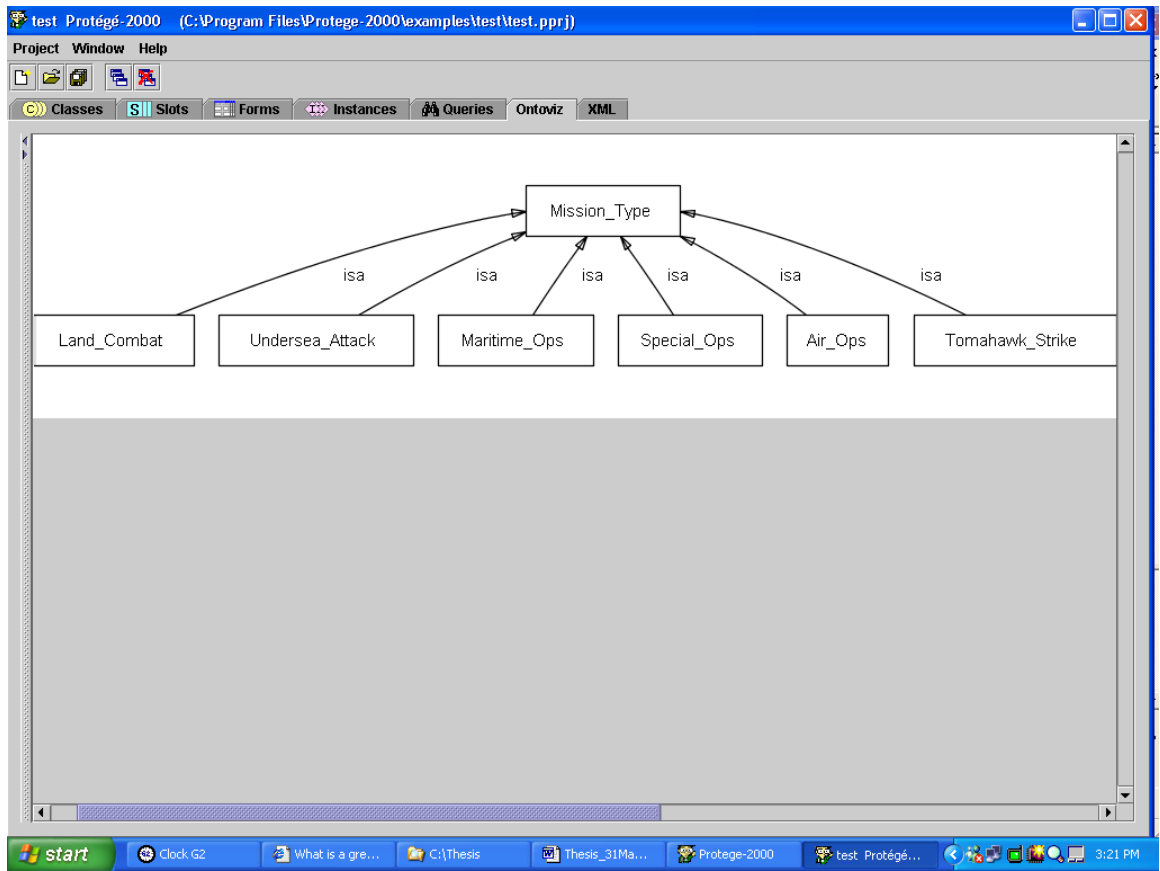 test Protégé-2000 (C:\Program Files\Protege-2000\examples\test\test.pprj)
Project Window Help
C Classes S Slots Forms I Instances Queries Ontoviz XML
Mission_Type
isa isa isa isa isa isa
Land_Combat Undersea_Attack Maritime_Ops Special_Ops Air_Ops Tomahawk_Strike
start Clock G2 What is a gre... C:\Thesis Thesis_31Ma... Protege-2000 test Protégé... 3:21 PM